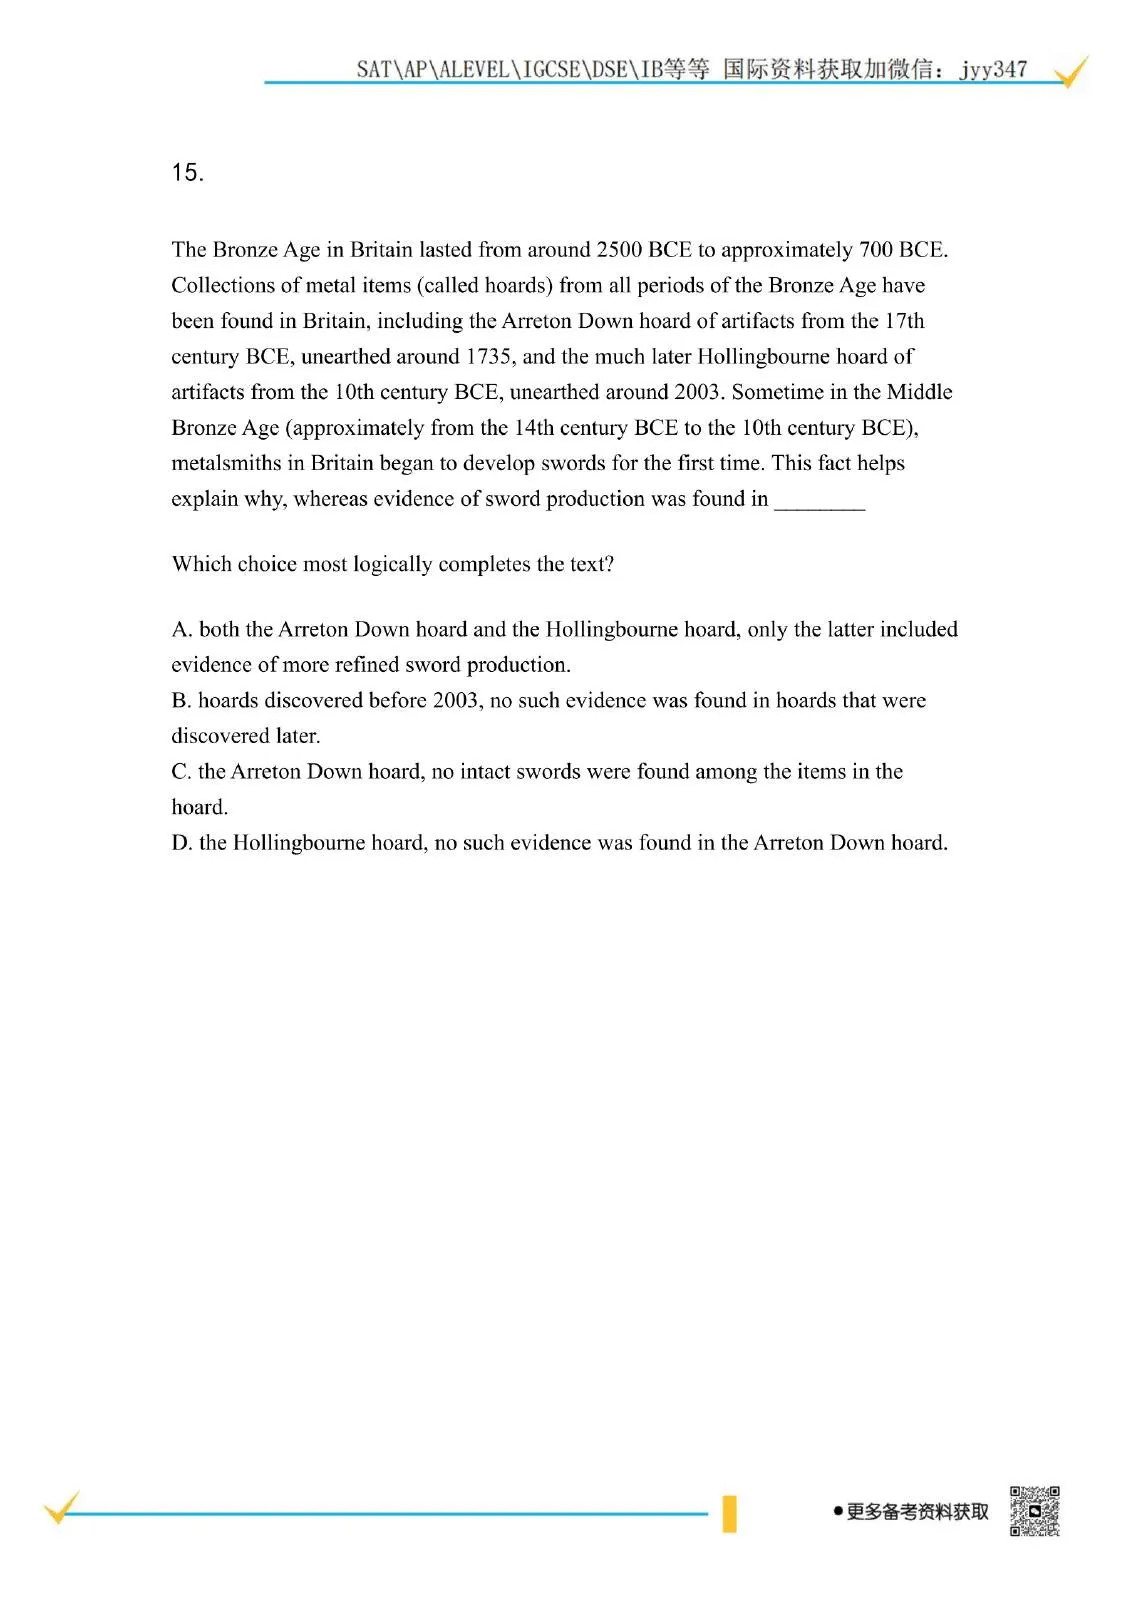 SAT\AP\ALEVEL\IGCSE\DSE\IB等等 国际资料获取加微信：jyy347
15.
The Bronze Age in Britain lasted from around 2500 BCE to approximately 700 BCE.
Collections of metal items (called hoards) from all periods of the Bronze Age have
been found in Britain, including the Arreton Down hoard of artifacts from the 17th
century BCE, unearthed around 1735, and the much later Hollingbourne hoard of
artifacts from the 10th century BCE, unearthed around 2003. Sometime in the Middle
Bronze Age (approximately from the 14th century BCE to the 10th century BCE),
metalsmiths in Britain began to develop swords for the first time. This fact helps
explain why, whereas evidence of sword production was found in ________
Which choice most logically completes the text?
A. both the Arreton Down hoard and the Hollingbourne hoard, only the latter included
evidence of more refined sword production.
B. hoards discovered before 2003, no such evidence was found in hoards that were
discovered later.
C. the Arreton Down hoard, no intact swords were found among the items in the
hoard.
D. the Hollingbourne hoard, no such evidence was found in the Arreton Down hoard.
●更多备考资料获取